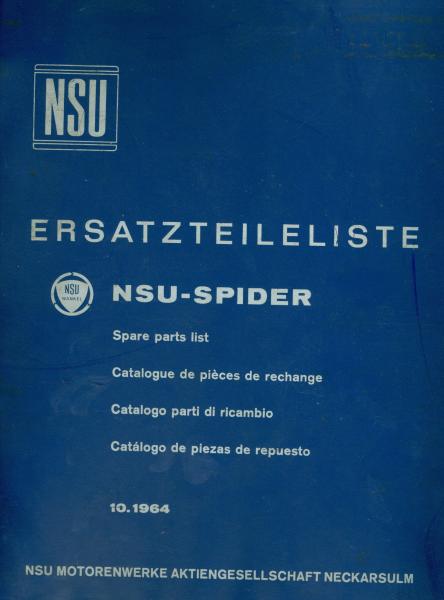 NSU
ERSATZTEILELISTE
NSU
WANKEL
NSU-SPIDER
Spare parts list
Catalogue de pièces de rechange
Catalogo parti di ricambio
Catálogo de piezas de repuesto
10.1964
NSU MOTORENWERKE AKTIENGESELLSCHAFT NECKARSULM